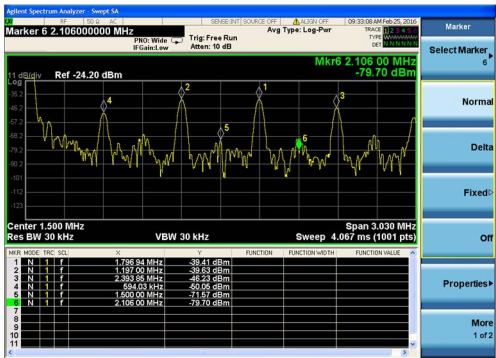 Agilent Spectrum Analyzer - Swept SA
RF 50 Ω AC SENSE:INT SOURCE OFF ALIGN OFF 09:33:08 AM Feb 25, 2016
Marker 6 2.106000000 MHz
PNO: Wide
IFGain:Low
Trig: Free Run
Atten: 10 dB
Avg Type: Log-Pwr
TRACE 1 2 3 4 5 6
TYPE
DET N N N N N N
Mkr6 2.106 00 MHz
-79.70 dBm
11 dB/div Ref -24.20 dBm
Log
-35.2
-46.2
-57.2
-68.2
-79.2
-90.2
-101
-112
-123
1
2
3
4
5
6
Center 1.500 MHz
Span 3.030 MHz
Res BW 30 kHz
VBW 30 kHz
Sweep 4.067 ms (1001 pts)
MKR MODE TRC SCL X Y FUNCTION FUNCTION WIDTH FUNCTION VALUE
1 N 1 f 1.796 94 MHz -39.41 dBm
2 N 1 f 1.197 00 MHz -39.63 dBm
3 N 1 f 2.393 85 MHz -46.23 dBm
4 N 1 f 594.03 kHz -50.06 dBm
5 N 1 f 1.500 00 MHz -71.57 dBm
6 N 1 f 2.106 00 MHz -79.70 dBm
7
8
9
10
11
MSG
STATUS
Marker
Select Marker
6
Normal
Delta
Fixed
Off
Properties
More
1 of 2